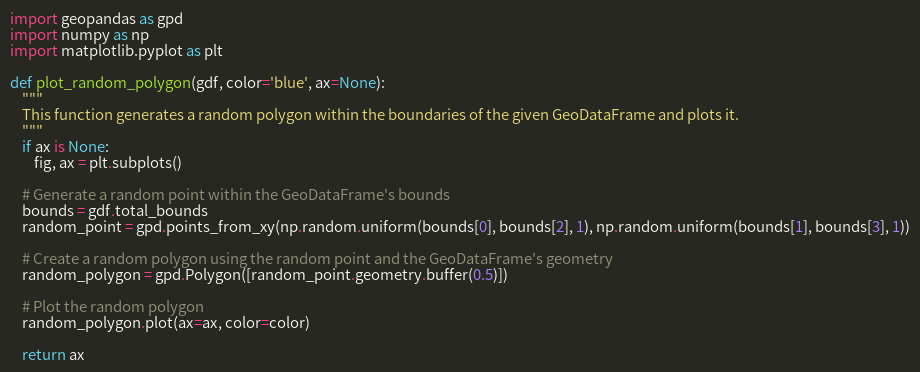 import geopandas as gpd
import numpy as np
import matplotlib.pyplot as plt
def plot_random_polygon(gdf, color='blue', ax=None):
"""
This function generates a random polygon within the boundaries of the given GeoDataFrame and plots it.
"""
if ax is None:
fig, ax = plt.subplots()
# Generate a random point within the GeoDataFrame's bounds
bounds = gdf.total_bounds
random_point = gpd.points_from_xy(np.random.uniform(bounds[0], bounds[2], 1), np.random.uniform(bounds[1], bounds[3], 1))
# Create a random polygon using the random point and the GeoDataFrame's geometry
random_polygon = gpd.Polygon([random_point.geometry.buffer(0.5)])
# Plot the random polygon
random_polygon.plot(ax=ax, color=color)
return ax